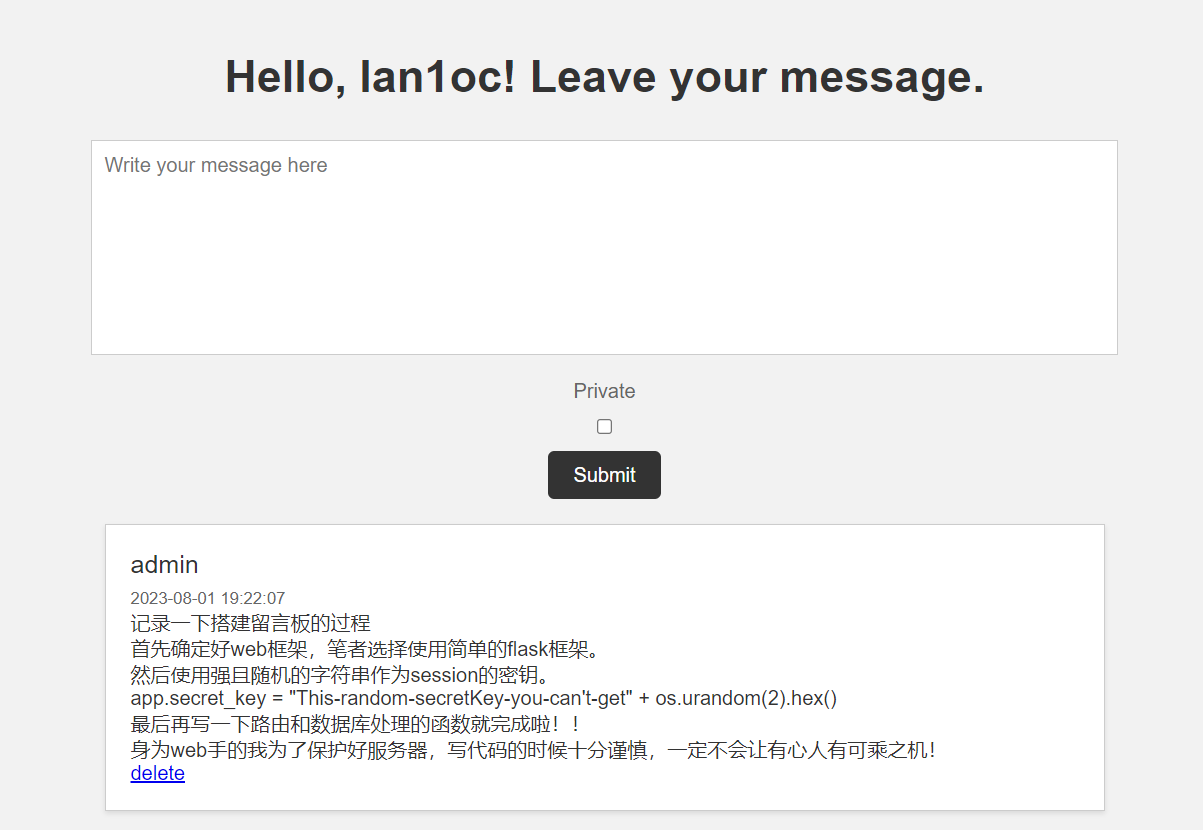 Hello, lan1oc! Leave your message.
Write your message here
Private
Submit
admin
2023-08-01 19:22:07
记录一下搭建留言板的过程
首先确定好web框架，笔者选择使用简单的flask框架。
然后使用强且随机的字符串作为session的密钥。
app.secret_key = "This-random-secretKey-you-can't-get" + os.urandom(2).hex()
最后再写一下路由和数据库处理的函数就完成啦！！
身为web手的我为了保护好服务器，写代码的时候十分谨慎，一定不会让有心人有可乘之机！
delete